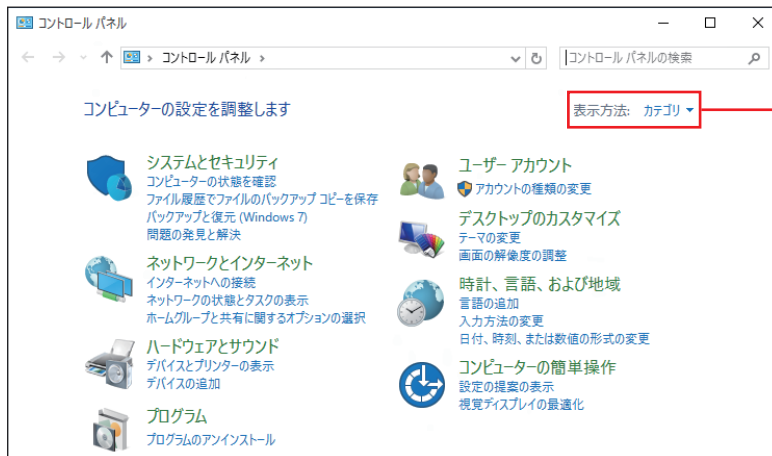 コントロール パネル
コントロール パネル
コントロール パネルの検索
コンピューターの設定を調整します
表示方法: カテゴリ
システムとセキュリティ
コンピューターの状態を確認
ファイル履歴でファイルのバックアップ コピーを保存
バックアップと復元 (Windows 7)
問題の発見と解決
ネットワークとインターネット
インターネットへの接続
ネットワークの状態とタスクの表示
ホームグループと共有に関するオプションの選択
ハードウェアとサウンド
デバイスとプリンターの表示
デバイスの追加
プログラム
プログラムのアンインストール
ユーザー アカウント
アカウントの種類の変更
デスクトップのカスタマイズ
テーマの変更
画面の解像度の調整
時計、言語、および地域
言語の追加
入力方法の変更
日付、時刻、または数値の形式の変更
コンピューターの簡単操作
設定の提案の表示
視覚ディスプレイの最適化